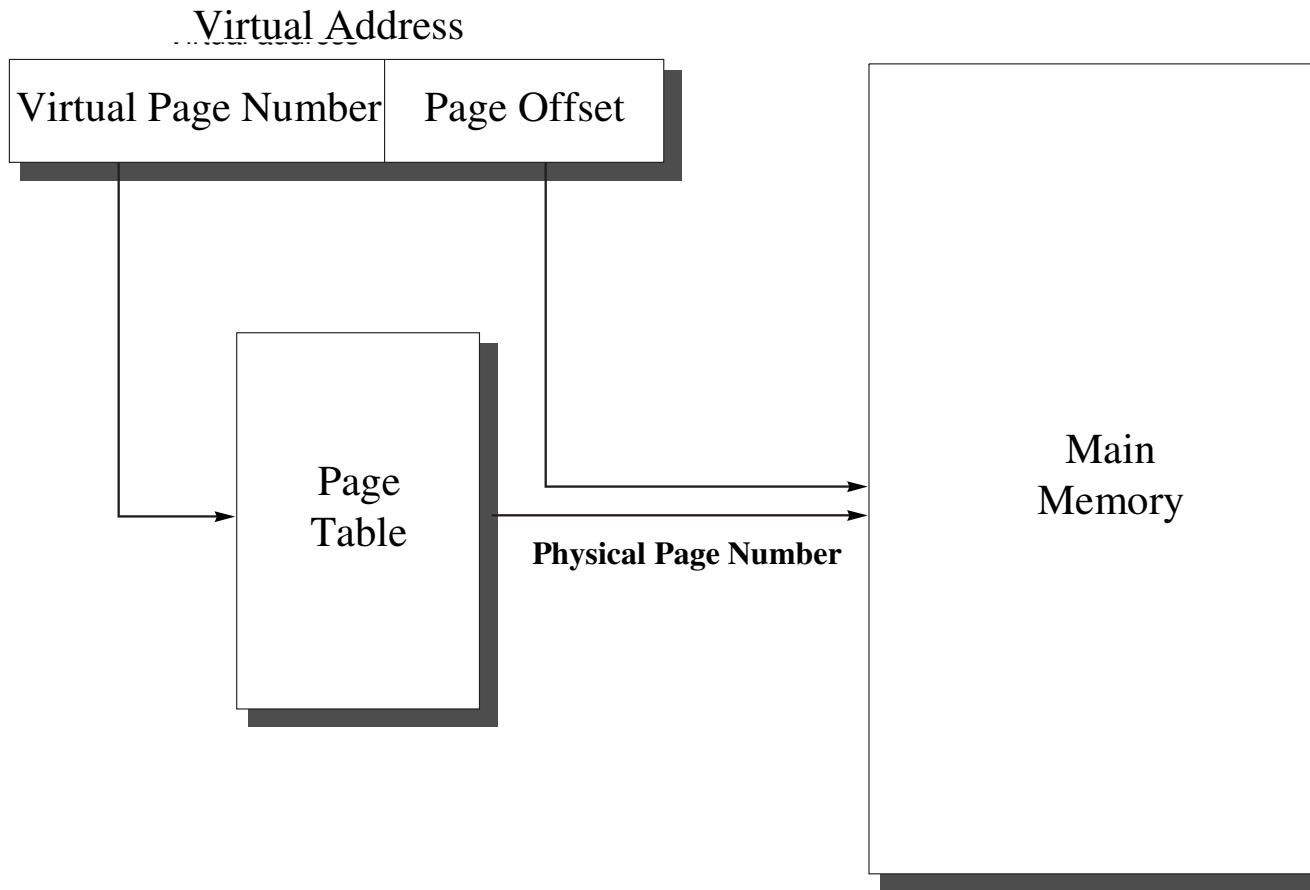 Virtual Address
Virtual Page Number
Page Offset
Page
Table
Physical Page Number
Main
Memory